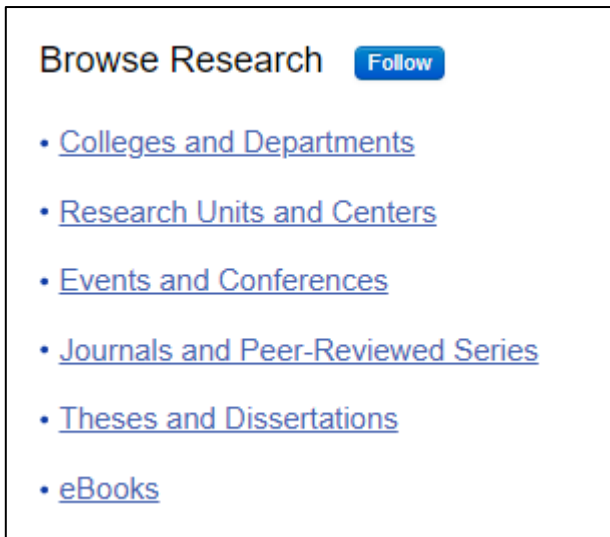 Browse Research Follow
• Colleges and Departments
• Research Units and Centers
• Events and Conferences
• Journals and Peer-Reviewed Series
• Theses and Dissertations
• eBooks